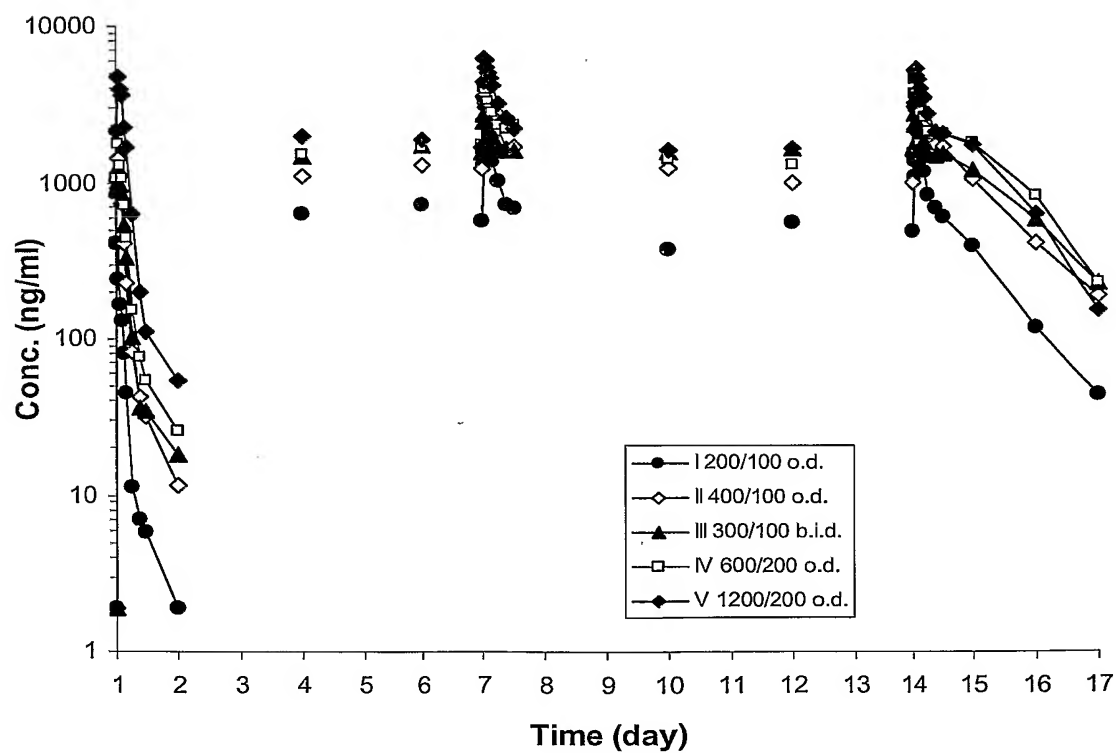 10000
1000
100
10
1
Conc. (ng/ml)
I 200/100 o.d.
II 400/100 o.d.
III 300/100 b.i.d.
IV 600/200 o.d.
V 1200/200 o.d.
1 2 3 4 5 6 7 8 9 10 11 12 13 14 15 16 17
Time (day)